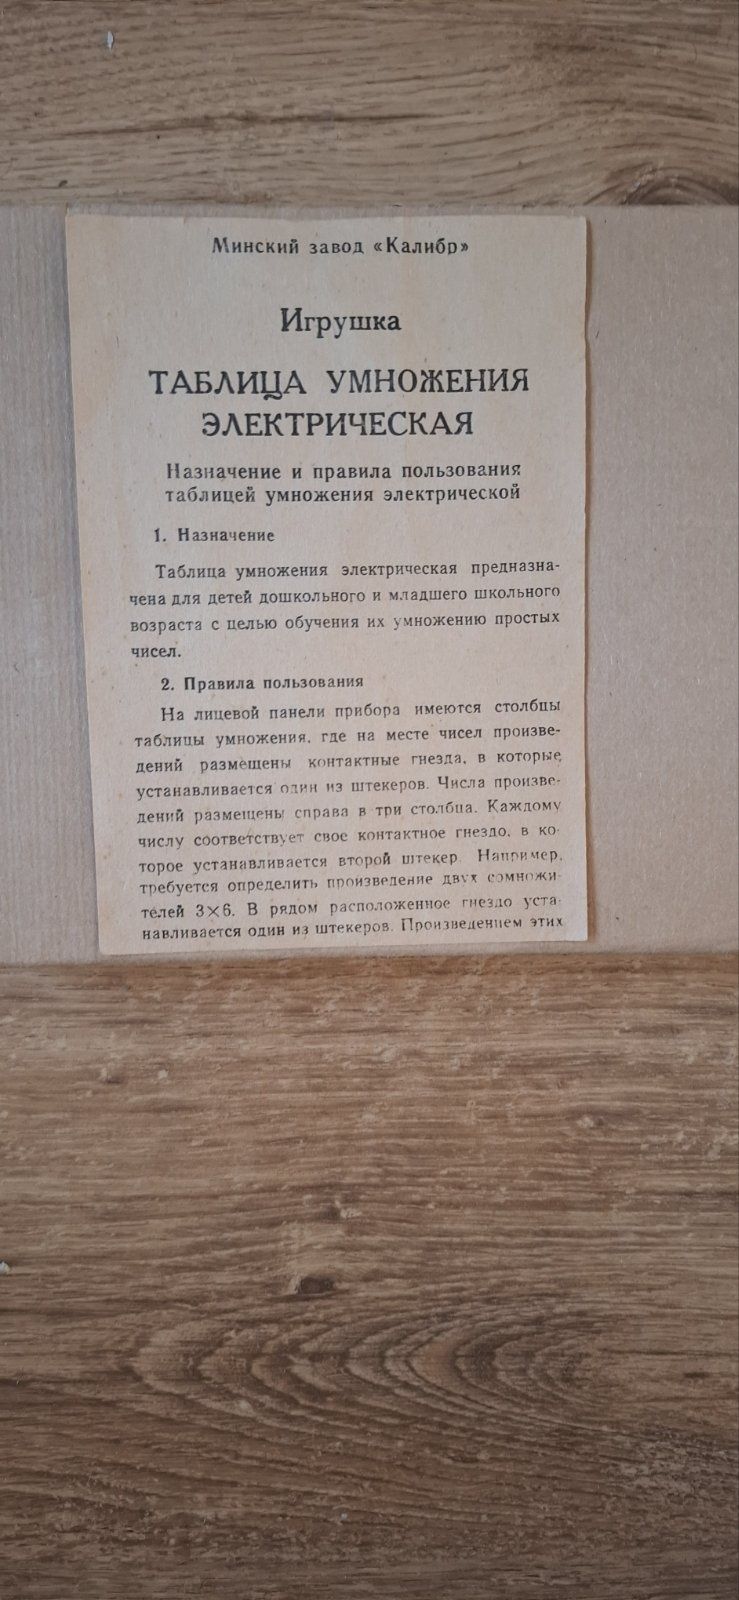 Минский завод «Калибр»
Игрушка
ТАБЛИЦА УМНОЖЕНИЯ
ЭЛЕКТРИЧЕСКАЯ
Назначение и правила пользования
таблицей умножения электрической
1. Назначение
Таблица умножения электрическая предназна-
чена для детей дошкольного и младшего школьного
возраста с целью обучения их умножению простых
чисел.
2. Правила пользования
На лицевой панели прибора имеются столбцы
таблицы умножения, где на месте чисел произве-
дений размещены контактные гнезда, в которые
устанавливается один из штекеров. Числа произве-
дений размещены справа в три столбца. Каждому
числу соответствует свое контактное гнездо, в ко-
торое устанавливается второй штекер. Например,
требуется определить произведение двух сомножи-
телей 3×6. В рядом расположенное гнездо уста-
навливается один из штекеров. Произведением этих